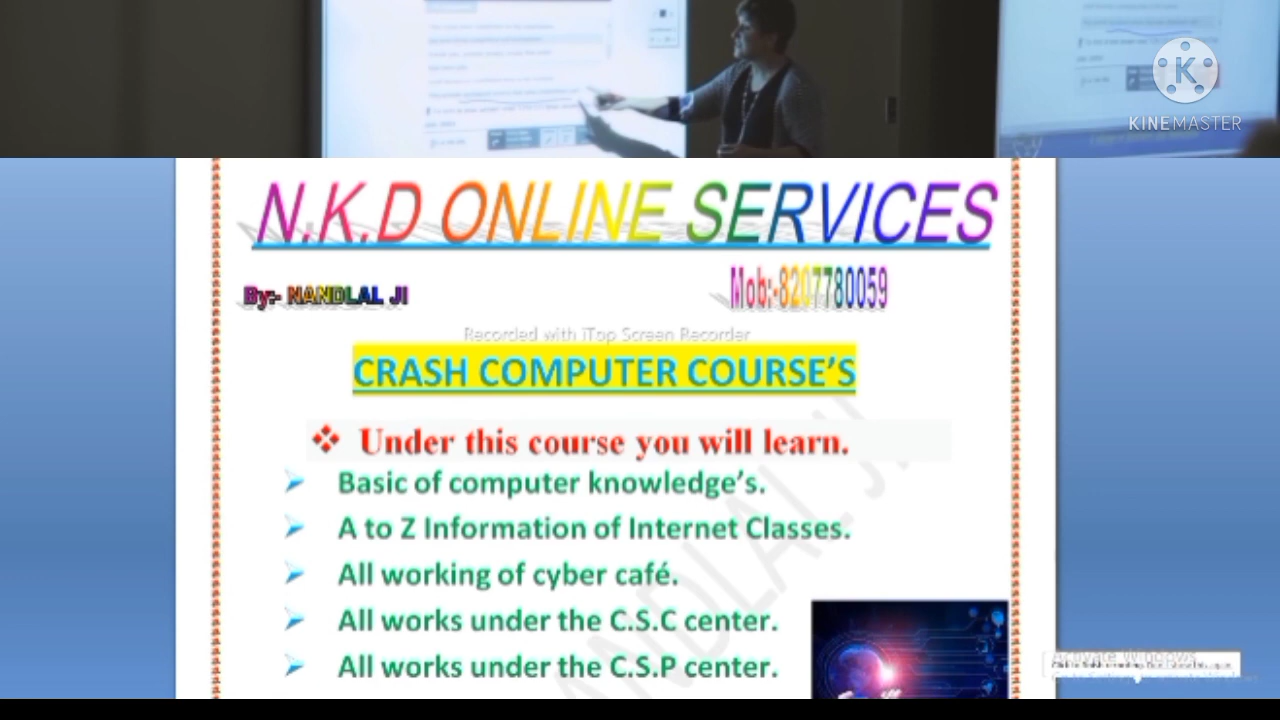 KINEMASTER
N.K.D ONLINE SERVICES
By:- NANDLAL JI
Mob:-8207780059
Recorded with iTop Screen Recorder
CRASH COMPUTER COURSE'S
❖ Under this course you will learn.
➢ Basic of computer knowledge's.
➢ A to Z Information of Internet Classes.
➢ All working of cyber café.
➢ All works under the C.S.C center.
➢ All works under the C.S.P center.
Activate Windows